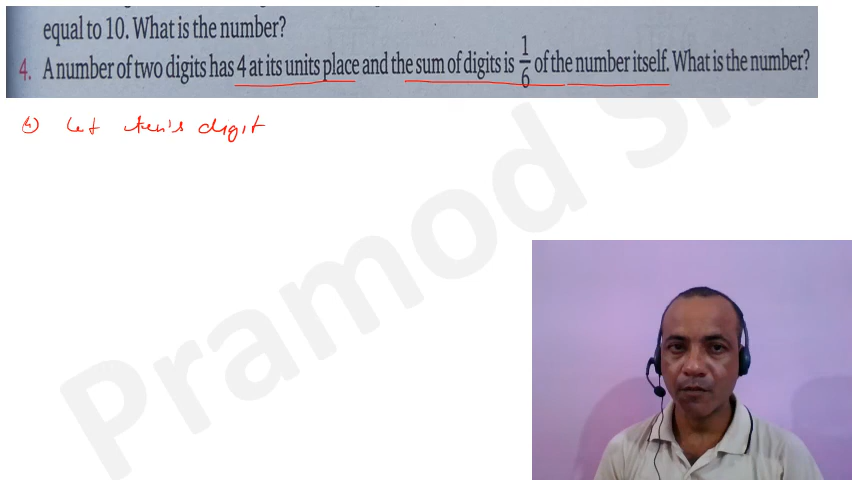 equal to 10. What is the number?
4. A number of two digits has 4 at its units place and the sum of digits is 1/6 of the number itself. What is the number?
4) Let ten's digit
Pramod